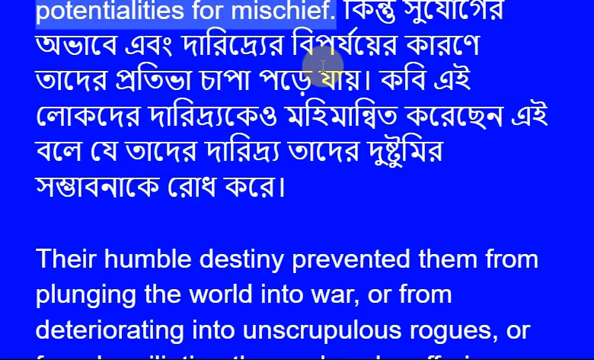 potentialities for mischief. কিন্তু সুযোগের
অভাবে এবং দারিদ্র্যের বিপর্যয়ের কারণে
তাদের প্রতিভা চাপা পড়ে যায়। কবি এই
লোকদের দারিদ্র্যকেও মহিমান্বিত করেছেন এই
বলে যে তাদের দারিদ্র্য তাদের দুষ্টুমির
সম্ভাবনাকে রোধ করে।
Their humble destiny prevented them from
plunging the world into war, or from
deteriorating into unscrupulous rogues, or